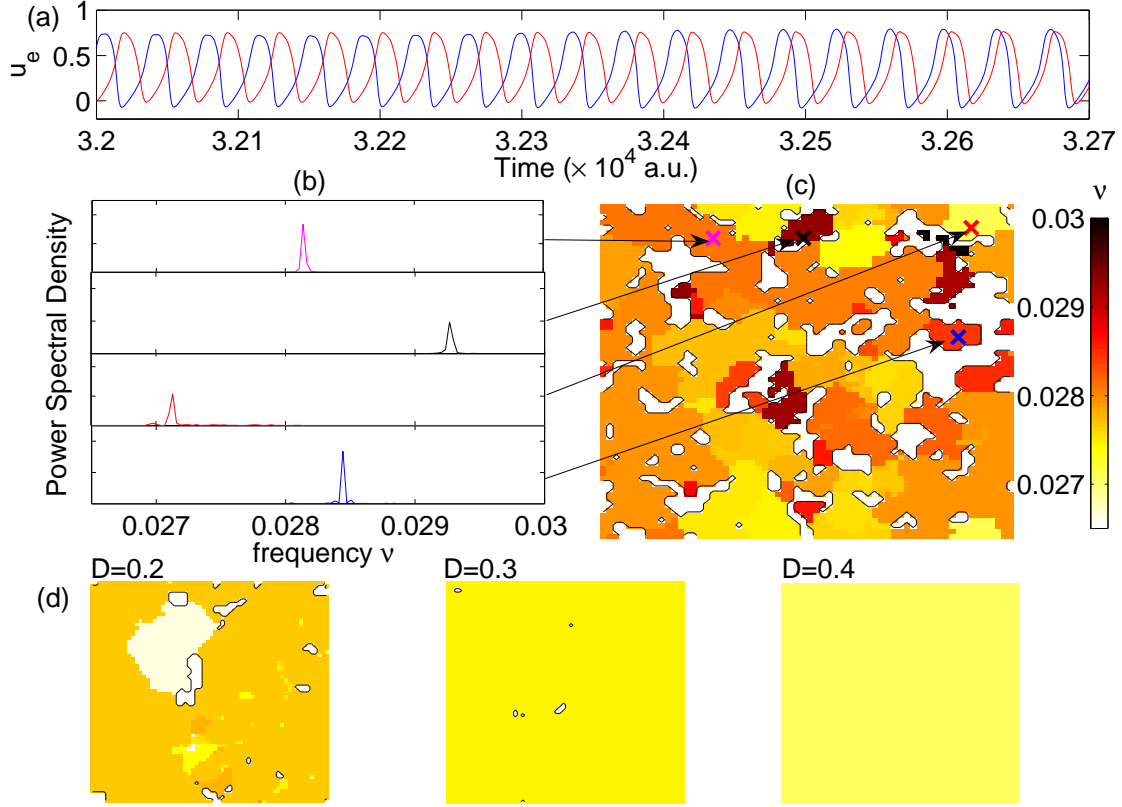 (a)
u_e
1
0.5
0
3.2 3.21 3.22 3.23 3.24 3.25 3.26 3.27
Time (× 10^4 a.u.)
(b)
Power Spectral Density
0.027 0.028 0.029 0.03
frequency ν
(c)
ν
0.03
0.029
0.028
0.027
(d)
D=0.2
D=0.3
D=0.4